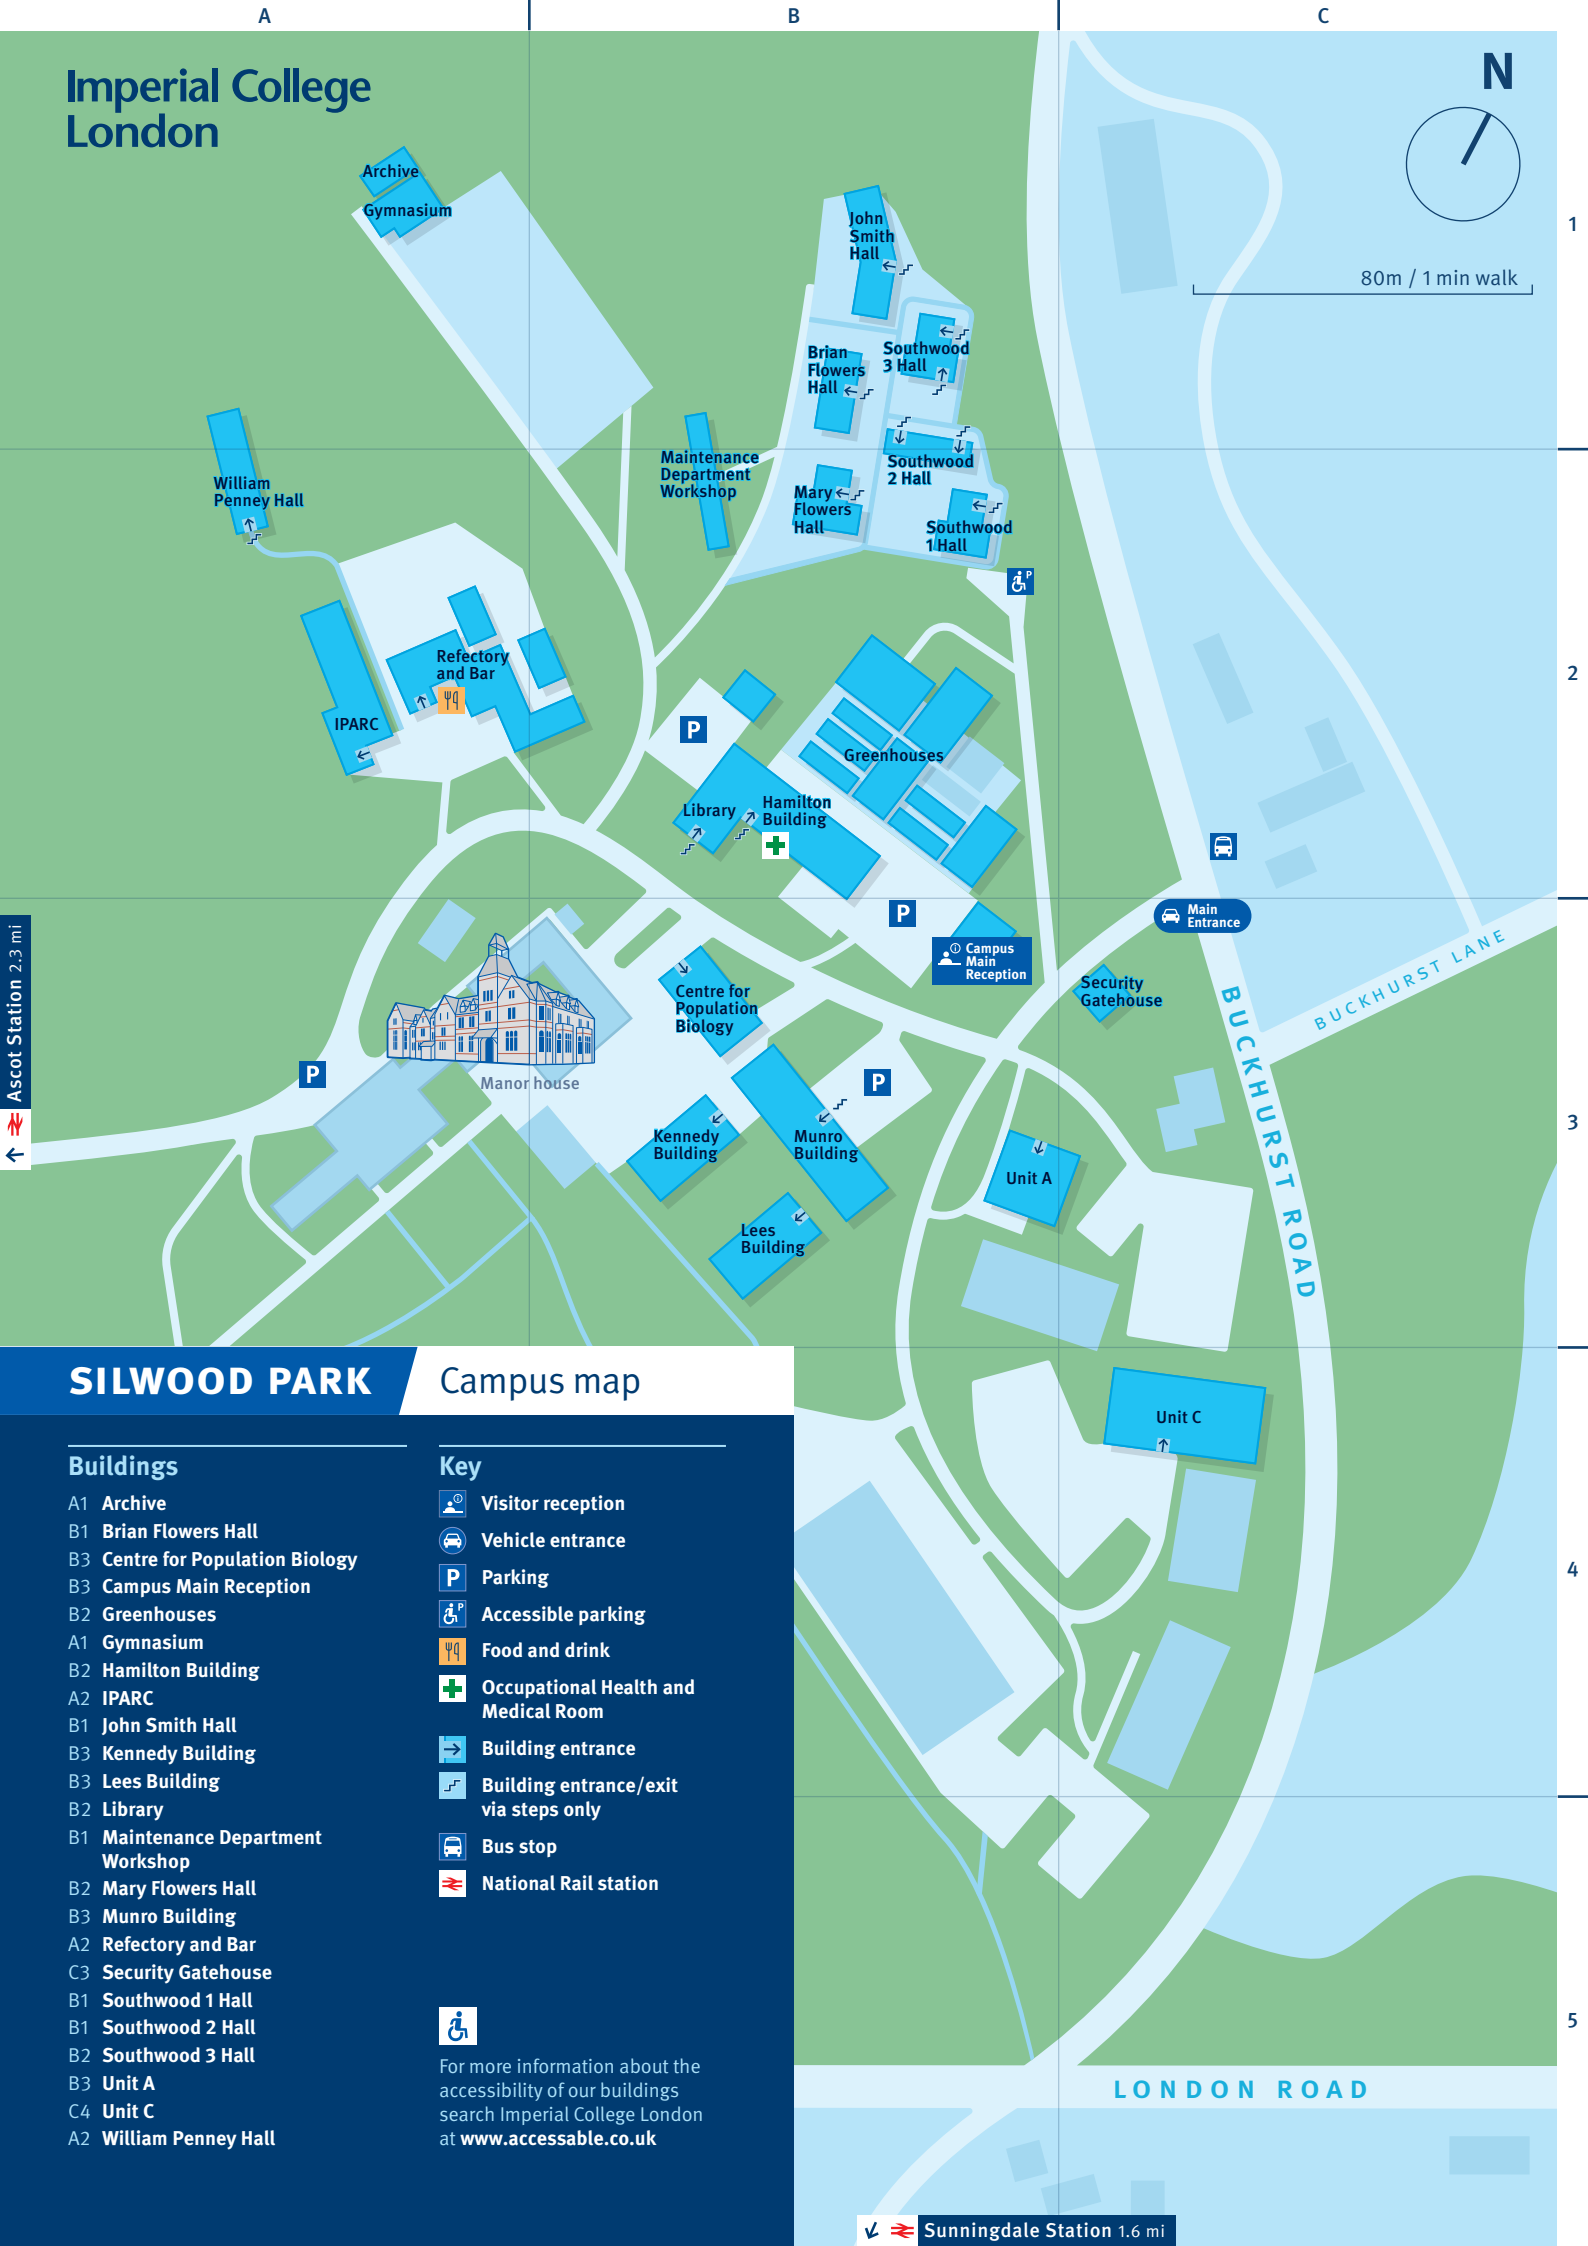 A
B
C
Imperial College
London
N
80m / 1 min walk
1
2
3
4
5
Archive
Gymnasium
John
Smith
Hall
Brian
Flowers
Hall
Southwood
3 Hall
Southwood
2 Hall
Southwood
1 Hall
Mary
Flowers
Hall
Maintenance
Department
Workshop
William
Penney Hall
P
Refectory
and Bar
IPARC
P
Greenhouses
Library
Hamilton
Building
P
Campus
Main
Reception
Main
Entrance
Security
Gatehouse
BUCKHURST LANE
BUCKHURST ROAD
Ascot Station 2.3 mi
Centre for
Population
Biology
P
Manor house
P
Kennedy
Building
Munro
Building
Lees
Building
Unit A
Unit C
LONDON ROAD
Sunningdale Station 1.6 mi
SILWOOD PARK
Campus map
Buildings
A1 Archive
B1 Brian Flowers Hall
B3 Centre for Population Biology
B3 Campus Main Reception
B2 Greenhouses
A1 Gymnasium
B2 Hamilton Building
A2 IPARC
B1 John Smith Hall
B3 Kennedy Building
B3 Lees Building
B2 Library
B1 Maintenance Department
Workshop
B2 Mary Flowers Hall
B3 Munro Building
A2 Refectory and Bar
C3 Security Gatehouse
B1 Southwood 1 Hall
B1 Southwood 2 Hall
B2 Southwood 3 Hall
B3 Unit A
C4 Unit C
A2 William Penney Hall
Key
Visitor reception
Vehicle entrance
P Parking
P Accessible parking
Food and drink
Occupational Health and
Medical Room
Building entrance
Building entrance/exit
via steps only
Bus stop
National Rail station
For more information about the
accessibility of our buildings
search Imperial College London
at www.accessable.co.uk